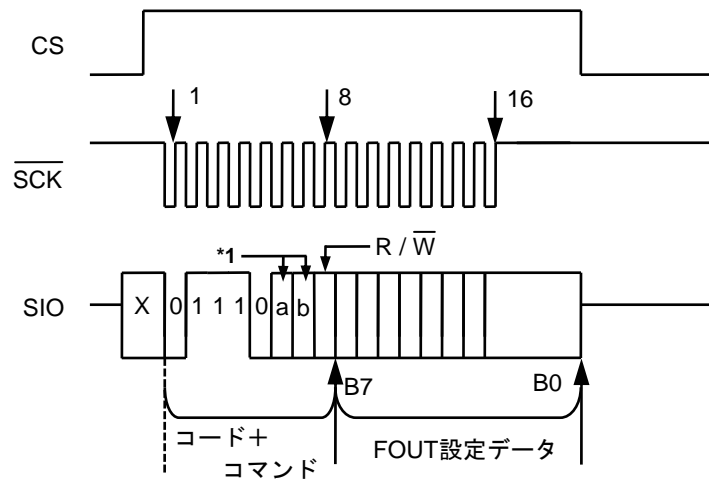 CS
1 8 16
SCK
*1 R / W
SIO X 0 1 1 1 0 a b
B7 B0
コード＋
コマンド
FOUT設定データ